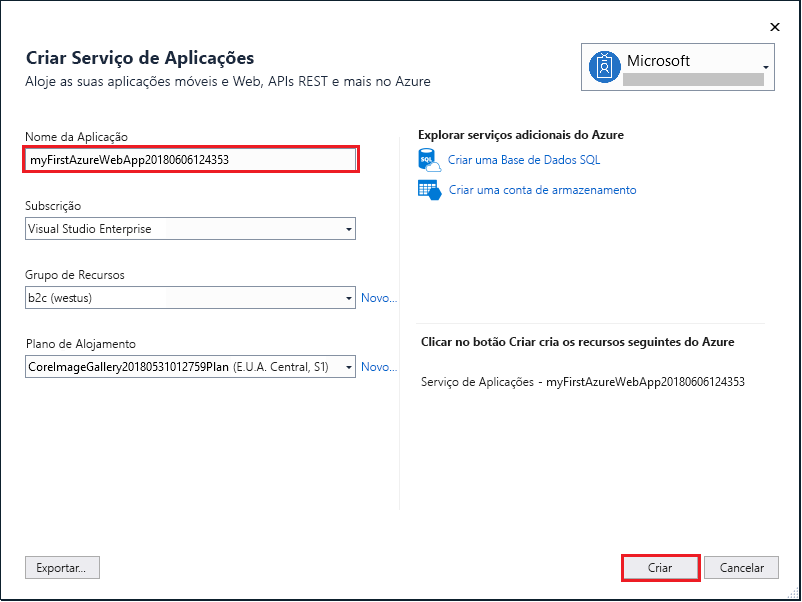 Criar Serviço de Aplicações
Aloje as suas aplicações móveis e Web, APIs REST e mais no Azure
Microsoft
Nome da Aplicação
myFirstAzureWebApp20180606124353
Subscrição
Visual Studio Enterprise
Grupo de Recursos
b2c (westus)
Novo...
Plano de Alojamento
CoreImageGallery20180531012759Plan (E.U.A. Central, S1)
Novo...
Explorar serviços adicionais do Azure
SQL
Criar uma Base de Dados SQL
Criar uma conta de armazenamento
Clicar no botão Criar cria os recursos seguintes do Azure
Serviço de Aplicações - myFirstAzureWebApp20180606124353
Exportar...
Criar
Cancelar